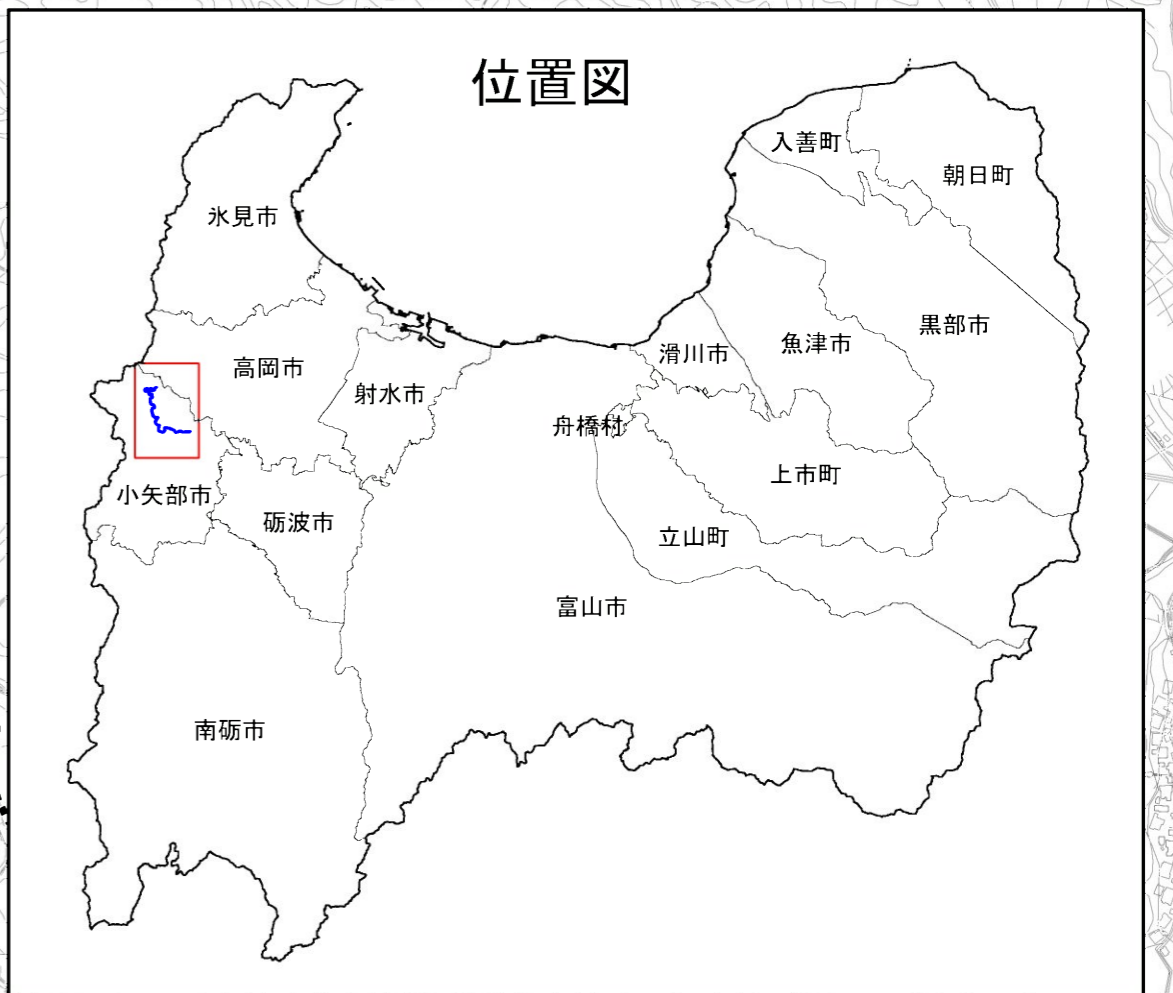 位置図
入善町
朝日町
氷見市
黒部市
魚津市
滑川市
高岡市
射水市
舟橋村
上市町
小矢部市
砺波市
立山町
富山市
南砺市